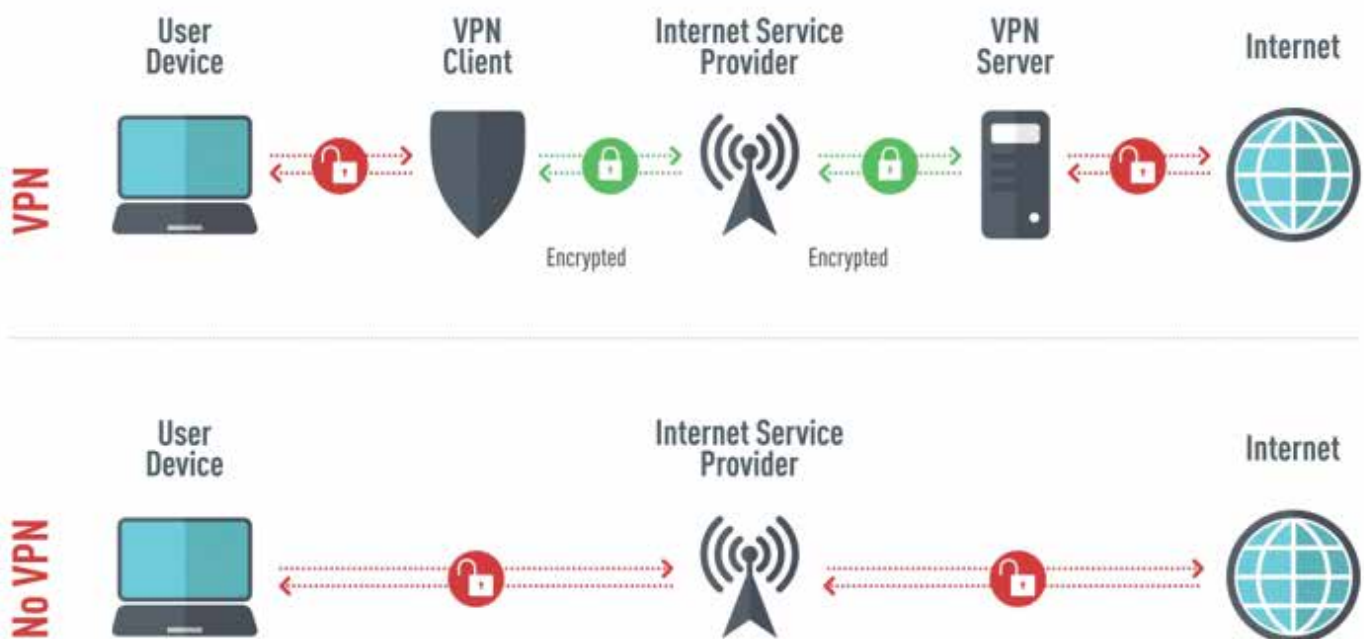 User
Device
VPN
Client
Internet Service
Provider
VPN
Server
Internet
VPN
Encrypted
Encrypted
User
Device
Internet Service
Provider
Internet
No VPN